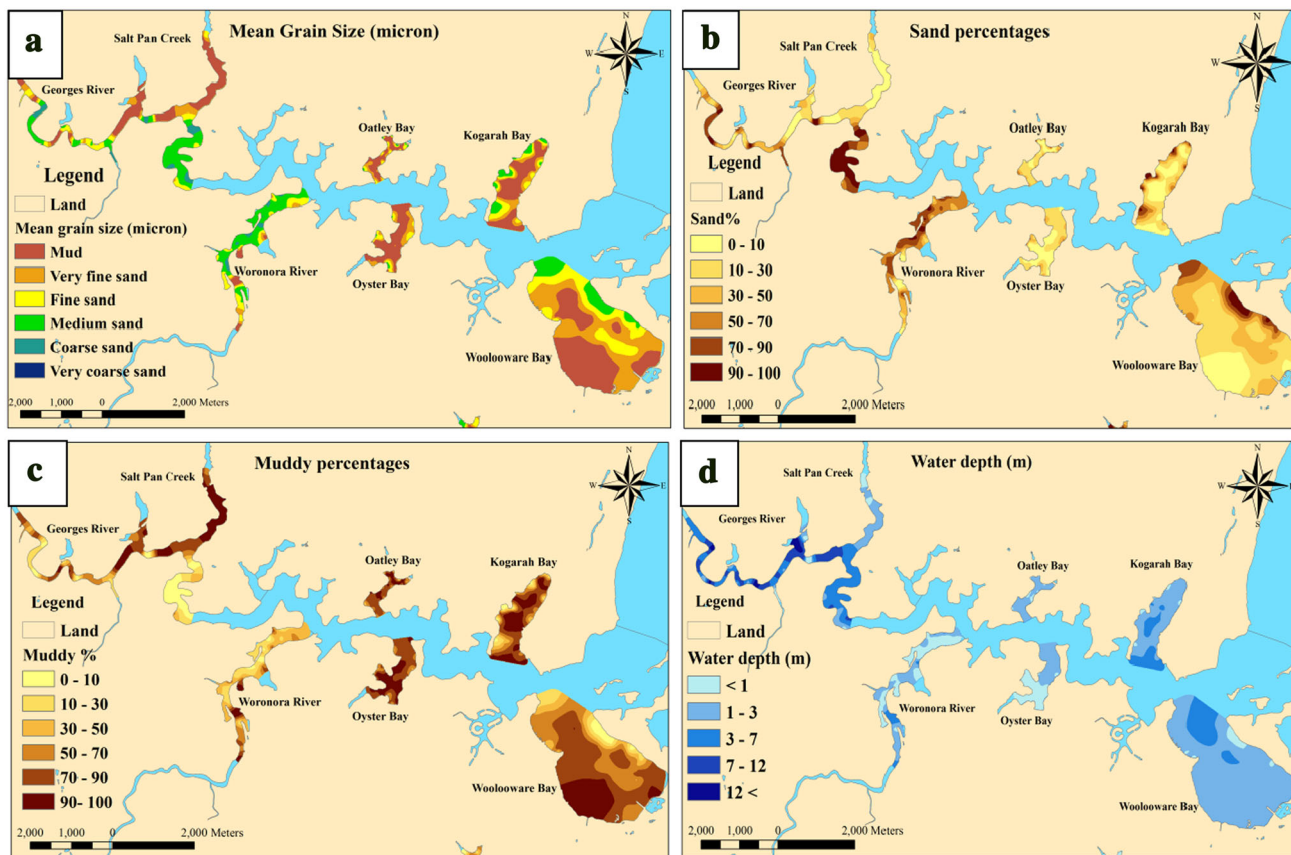 a
Mean Grain Size (micron)
N
W
E
S
Salt Pan Creek
Georges River
Oatley Bay
Kogarah Bay
Legend
Land
Mean grain size (micron)
Mud
Very fine sand
Fine sand
Medium sand
Coarse sand
Very coarse sand
Woronora River
Oyster Bay
Woolooware Bay
2,000 1,000 0 2,000 Meters
b
Sand percentages
N
W
E
S
Salt Pan Creek
Georges River
Oatley Bay
Kogarah Bay
Legend
Land
Sand%
0 - 10
10 - 30
30 - 50
50 - 70
70 - 90
90 - 100
Woronora River
Oyster Bay
Woolooware Bay
2,000 1,000 0 2,000 Meters
c
Muddy percentages
N
W
E
S
Salt Pan Creek
Georges River
Oatley Bay
Kogarah Bay
Legend
Land
Muddy %
0 - 10
10 - 30
30 - 50
50 - 70
70 - 90
90- 100
Woronora River
Oyster Bay
Woolooware Bay
2,000 1,000 0 2,000 Meters
d
Water depth (m)
N
W
E
S
Salt Pan Creek
Georges River
Oatley Bay
Kogarah Bay
Legend
Land
Water depth (m)
< 1
1 - 3
3 - 7
7 - 12
12 <
Woronora River
Oyster Bay
Woolooware Bay
2,000 1,000 0 2,000 Meters